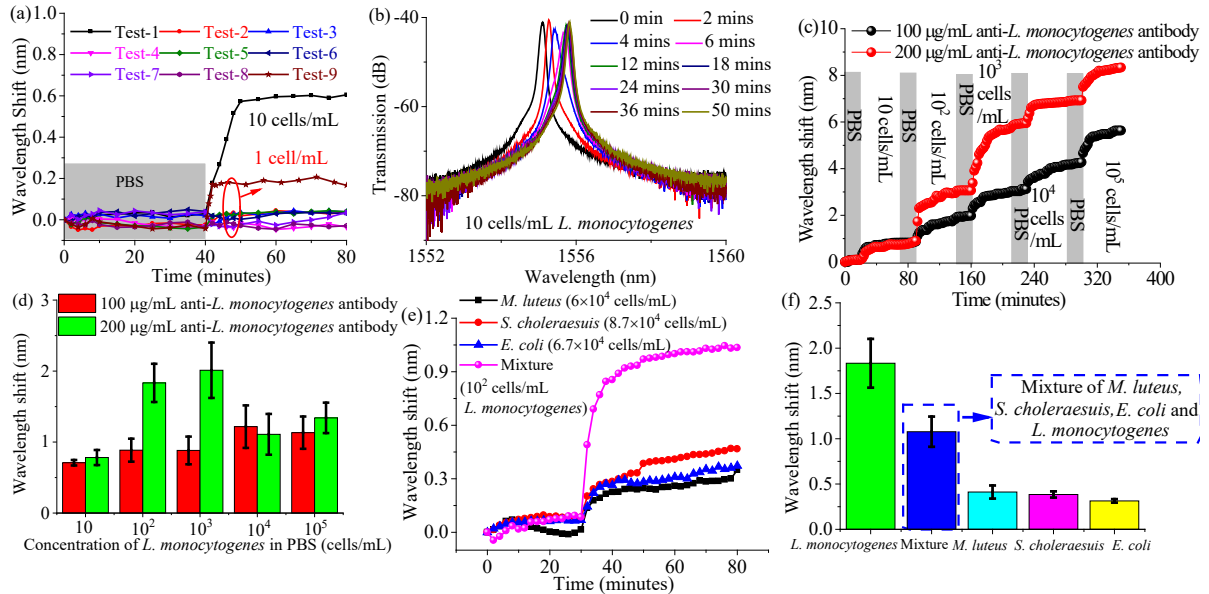 (a)
Test-1 Test-2 Test-3
Test-4 Test-5 Test-6
Test-7 Test-8 Test-9
Wavelength Shift (nm)
0.0 0.2 0.4 0.6 0.8 1.0
10 cells/mL
1 cell/mL
PBS
0 20 40 60 80
Time (minutes)
(b)
0 min 2 mins
4 mins 6 mins
12 mins 18 mins
24 mins 30 mins
36 mins 50 mins
Transmission (dB)
-40
-60
-80
10 cells/mL L. monocytogenes
1552 1556 1560
Wavelength (nm)
(c)
100 μg/mL anti-L. monocytogenes antibody
200 μg/mL anti-L. monocytogenes antibody
Wavelength shift (nm)
0 2 4 6 8 10
PBS
10 cells/mL
PBS
10² cells/mL
PBS
10³
cells
/mL
PBS
10⁴
cells
/mL
PBS
10⁵ cells/mL
0 80 160 240 320 400
Time (minutes)
(d)
100 μg/mL anti-L. monocytogenes antibody
200 μg/mL anti-L. monocytogenes antibody
Wavelength shift (nm)
0 1 2 3
10 10² 10³ 10⁴ 10⁵
Concentration of L. monocytogenes in PBS (cells/mL)
(e)
M. luteus (6×10⁴ cells/mL)
S. choleraesuis (8.7×10⁴ cells/mL)
E. coli (6.7×10⁴ cells/mL)
Mixture
(10² cells/mL
L. monocytogenes)
Wavelength shift (nm)
0.0 0.3 0.6 0.9 1.2
0 20 40 60 80
Time (minutes)
(f)
Wavelength shift (nm)
0.0 0.5 1.0 1.5 2.0 2.5
Mixture of M. luteus,
S. choleraesuis, E. coli and
L. monocytogenes
L. monocytogenes Mixture M. luteus S. choleraesuis E. coli